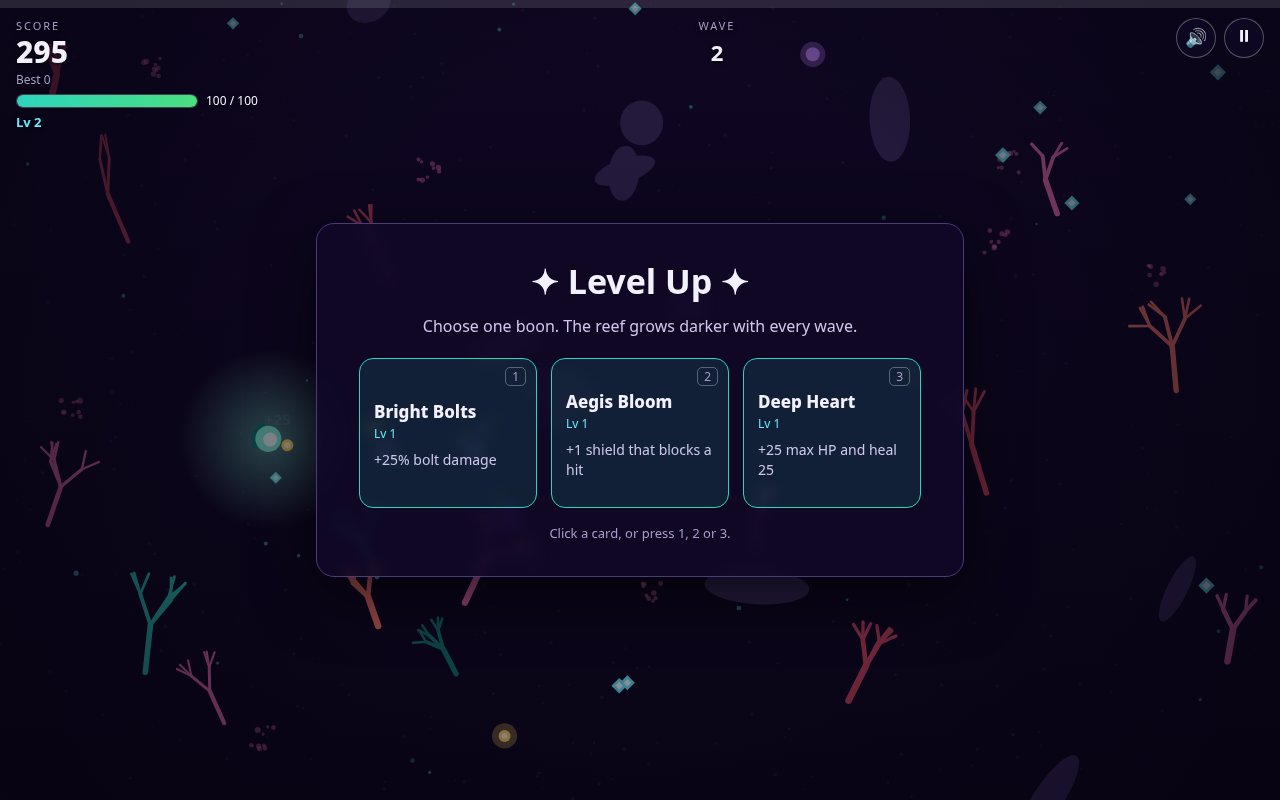 SCORE
295
Best 0
100 / 100
Lv 2
WAVE
2
✦ Level Up ✦
Choose one boon. The reef grows darker with every wave.
1
Bright Bolts
Lv 1
+25% bolt damage
2
Aegis Bloom
Lv 1
+1 shield that blocks a
hit
3
Deep Heart
Lv 1
+25 max HP and heal
25
Click a card, or press 1, 2 or 3.
+25